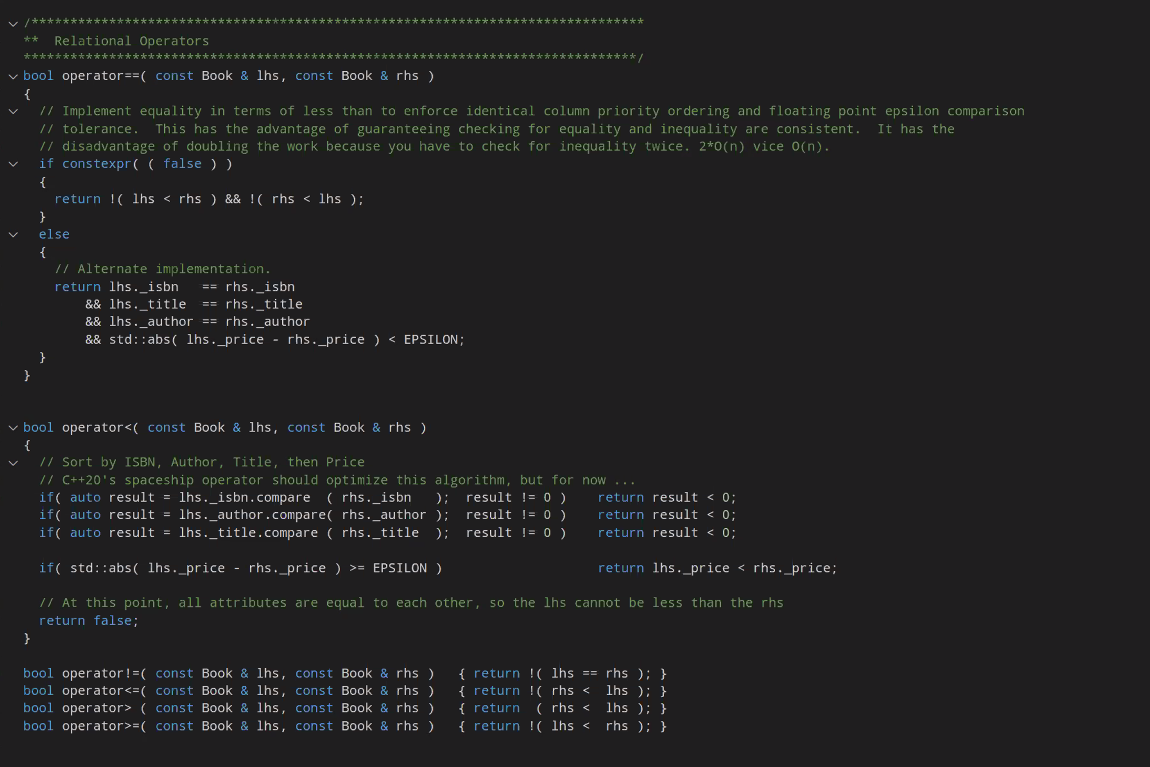 /*******************************************************************************
**  Relational Operators
*******************************************************************************/
bool operator==( const Book & lhs, const Book & rhs )
{
  // Implement equality in terms of less than to enforce identical column priority ordering and floating point epsilon comparison
  // tolerance.  This has the advantage of guaranteeing checking for equality and inequality are consistent.  It has the
  // disadvantage of doubling the work because you have to check for inequality twice. 2*O(n) vice O(n).
  if constexpr( ( false ) )
  {
    return !( lhs < rhs ) && !( rhs < lhs );
  }
  else
  {
    // Alternate implementation.
    return lhs._isbn   == rhs._isbn
        && lhs._title  == rhs._title
        && lhs._author == rhs._author
        && std::abs( lhs._price - rhs._price ) < EPSILON;
  }
}
bool operator<( const Book & lhs, const Book & rhs )
{
  // Sort by ISBN, Author, Title, then Price
  // C++20's spaceship operator should optimize this algorithm, but for now ...
  if( auto result = lhs._isbn.compare  ( rhs._isbn   );  result != 0 )    return result < 0;
  if( auto result = lhs._author.compare( rhs._author );  result != 0 )    return result < 0;
  if( auto result = lhs._title.compare ( rhs._title  );  result != 0 )    return result < 0;
  if( std::abs( lhs._price - rhs._price ) >= EPSILON )                    return lhs._price < rhs._price;
  // At this point, all attributes are equal to each other, so the lhs cannot be less than the rhs
  return false;
}
bool operator!=( const Book & lhs, const Book & rhs )   { return !( lhs == rhs ); }
bool operator<=( const Book & lhs, const Book & rhs )   { return !( rhs <  lhs ); }
bool operator> ( const Book & lhs, const Book & rhs )   { return  ( rhs <  lhs ); }
bool operator>=( const Book & lhs, const Book & rhs )   { return !( lhs <  rhs ); }